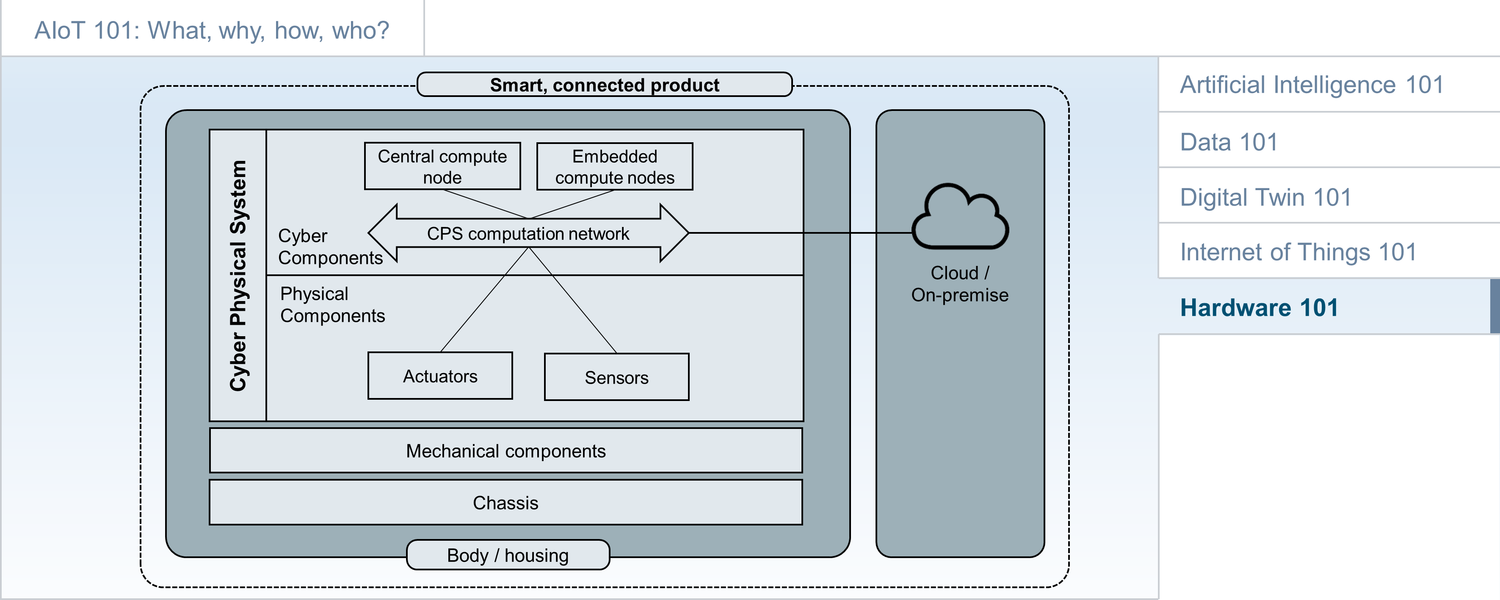 AIoT 101: What, why, how, who?
Smart, connected product
Cyber Physical System
Central compute
node
Embedded
compute nodes
CPS computation network
Cyber
Components
Physical
Components
Actuators
Sensors
Mechanical components
Chassis
Body / housing
Cloud /
On-premise
Artificial Intelligence 101
Data 101
Digital Twin 101
Internet of Things 101
Hardware 101